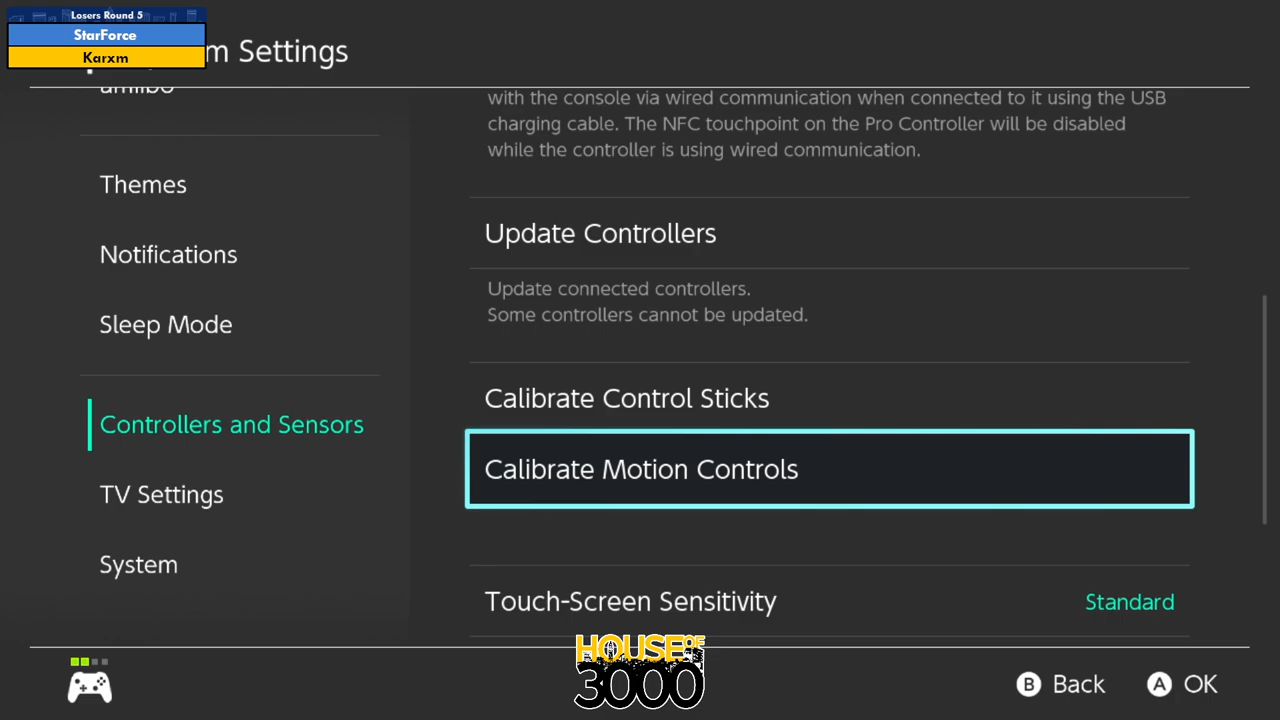 Losers Round 5
StarForce
Karxm
m Settings
amiibo
Themes
Notifications
Sleep Mode
Controllers and Sensors
TV Settings
System
with the console via wired communication when connected to it using the USB
charging cable. The NFC touchpoint on the Pro Controller will be disabled
while the controller is using wired communication.
Update Controllers
Update connected controllers.
Some controllers cannot be updated.
Calibrate Control Sticks
Calibrate Motion Controls
Touch-Screen Sensitivity Standard
HOUSE OF
3000
B Back A OK